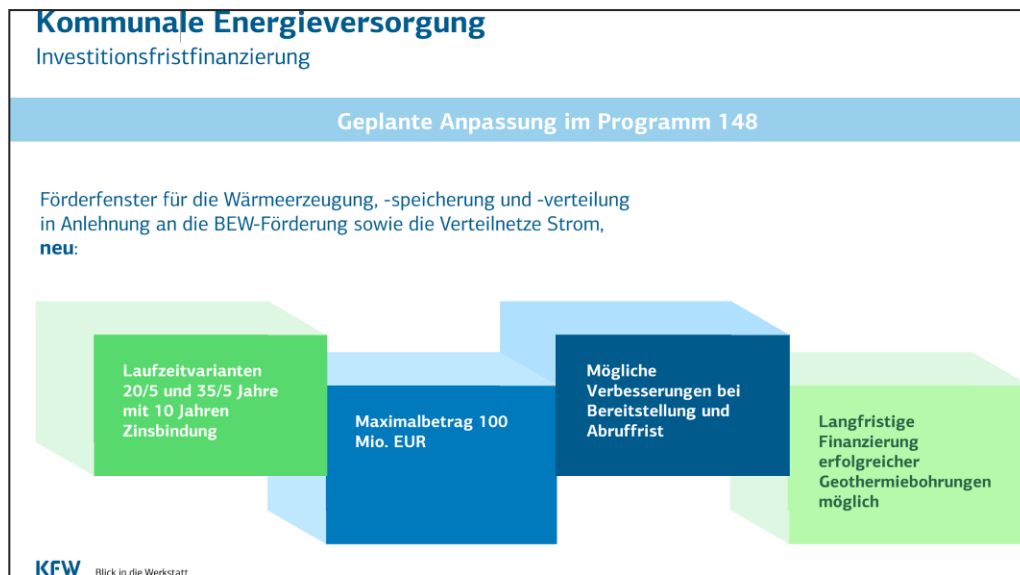 Kommunale Energieversorgung
Investitionsfristfinanzierung
Geplante Anpassung im Programm 148
Förderfenster für die Wärmeerzeugung, -speicherung und -verteilung
in Anlehnung an die BEW-Förderung sowie die Verteilnetze Strom,
neu:
Laufzeitvarianten
20/5 und 35/5 Jahre
mit 10 Jahren
Zinsbindung
Maximalbetrag 100
Mio. EUR
Mögliche
Verbesserungen bei
Bereitstellung und
Abruffrist
Langfristige
Finanzierung
erfolgreicher
Geothermiebohrungen
möglich
KFW Blick in die Werkstatt